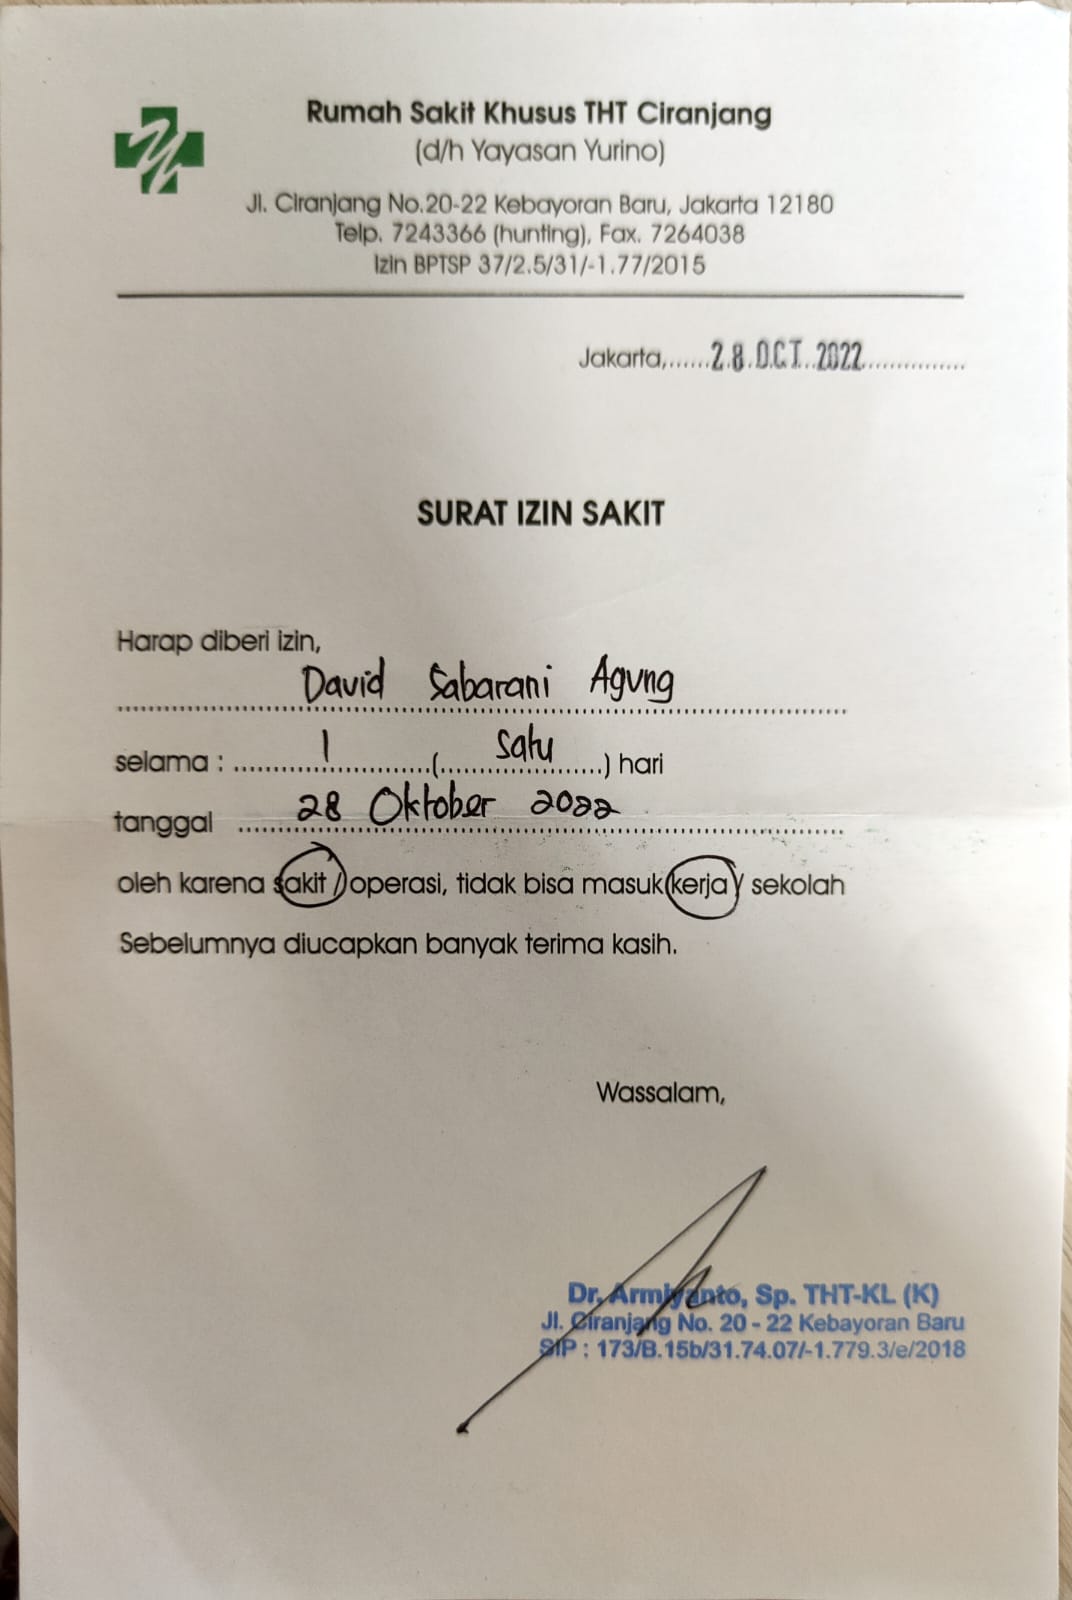 Rumah Sakit Khusus THT Ciranjang
(d/h Yayasan Yurino)
Jl. Ciranjang No.20-22 Kebayoran Baru, Jakarta 12180
Telp. 7243366 (hunting), Fax. 7264038
Izin BPTSP 37/2.5/31/-1.77/2015
Jakarta,......28 OCT 2022...............
SURAT IZIN SAKIT
Harap diberi izin,
David Sabarani Agung
selama : 1 (satu) hari
tanggal 28 Oktober 2022
oleh karena sakit / operasi, tidak bisa masuk kerja / sekolah
Sebelumnya diucapkan banyak terima kasih.
Wassalam,
Dr. Armiyanto, Sp. THT-KL (K)
Jl. Ciranjang No. 20 - 22 Kebayoran Baru
SIP : 173/B.15b/31.74.07/-1.779.3/e/2018